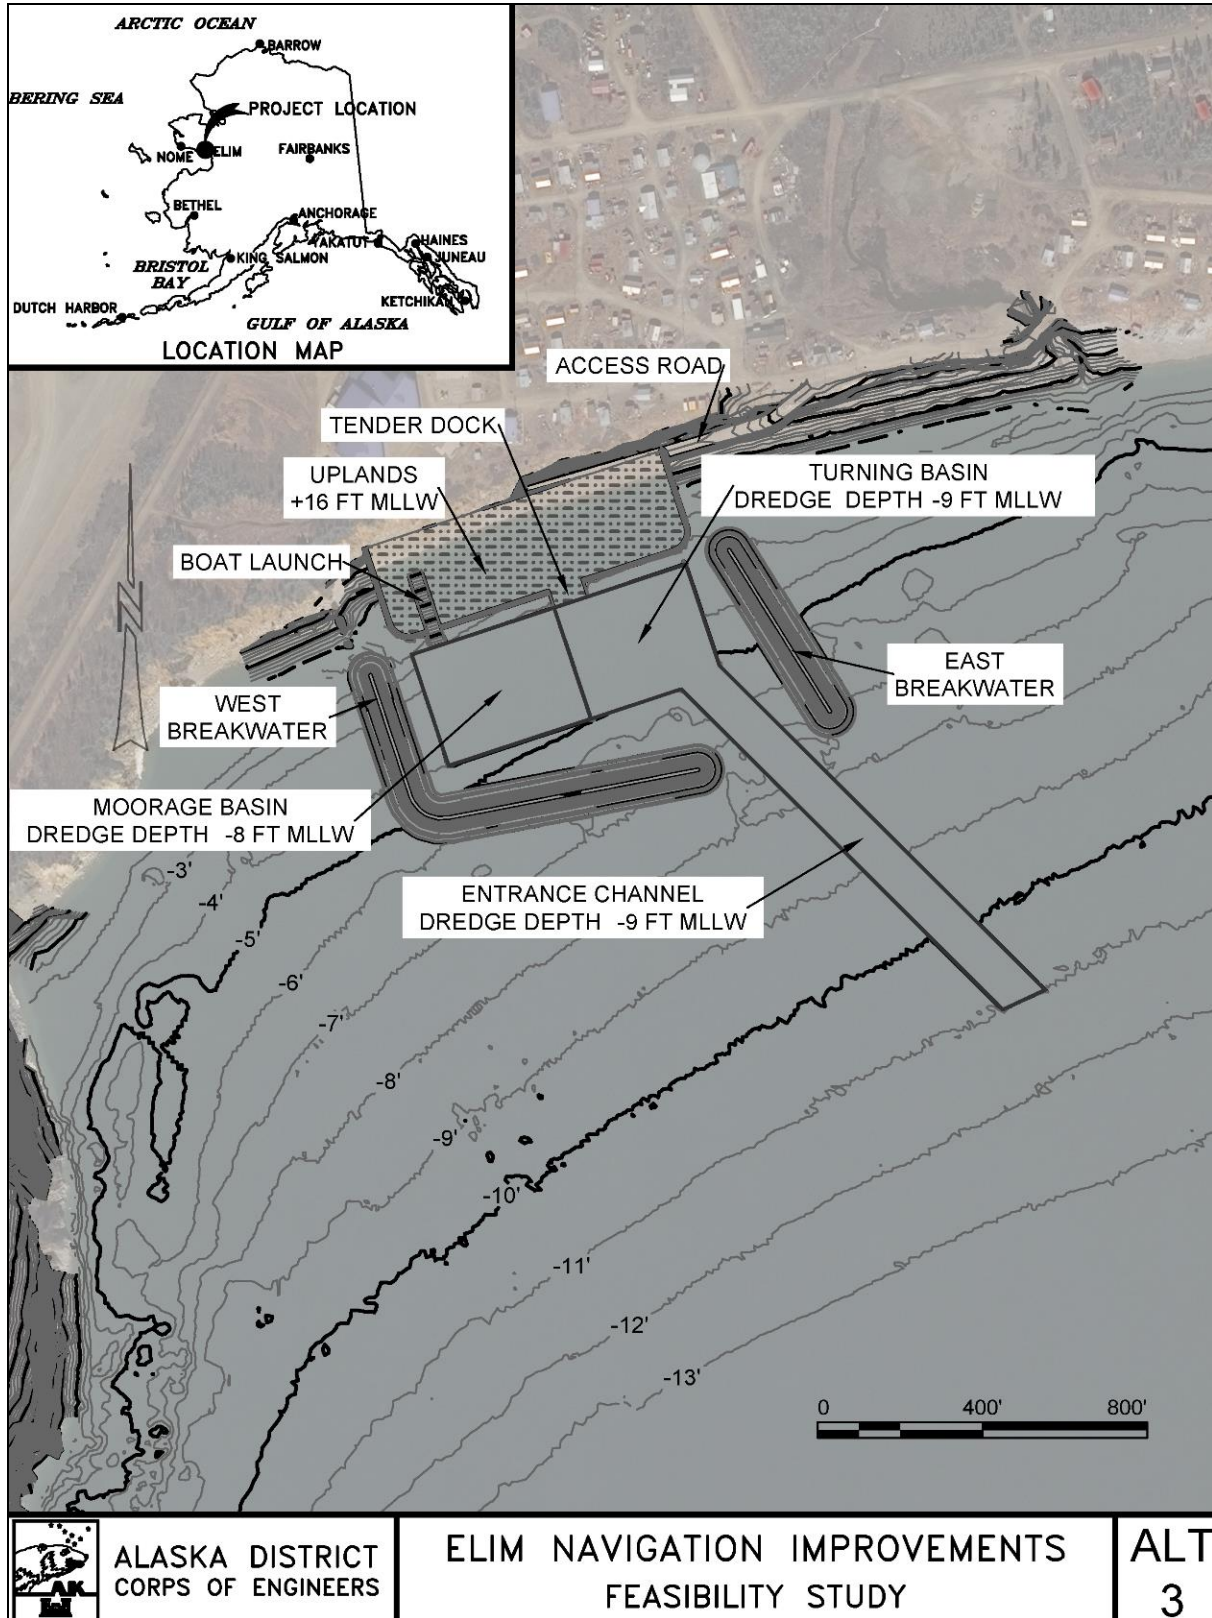 ARCTIC OCEAN
BARROW
BERING SEA
PROJECT LOCATION
NOME
ELIM
FAIRBANKS
BETHEL
ANCHORAGE
YAKATUT
HAINES
JUNEAU
KING SALMON
BRISTOL
BAY
KETCHIKAN
DUTCH HARBOR
GULF OF ALASKA
LOCATION MAP
ACCESS ROAD
TENDER DOCK
UPLANDS
+16 FT MLLW
TURNING BASIN
DREDGE DEPTH -9 FT MLLW
BOAT LAUNCH
N
EAST
BREAKWATER
WEST
BREAKWATER
MOORAGE BASIN
DREDGE DEPTH -8 FT MLLW
ENTRANCE CHANNEL
DREDGE DEPTH -9 FT MLLW
-3'
-4'
-5'
-6'
-7'
-8'
-9'
-10'
-11'
-12'
-13'
0 400' 800'
AK
ALASKA DISTRICT
CORPS OF ENGINEERS
ELIM NAVIGATION IMPROVEMENTS
FEASIBILITY STUDY
ALT
3